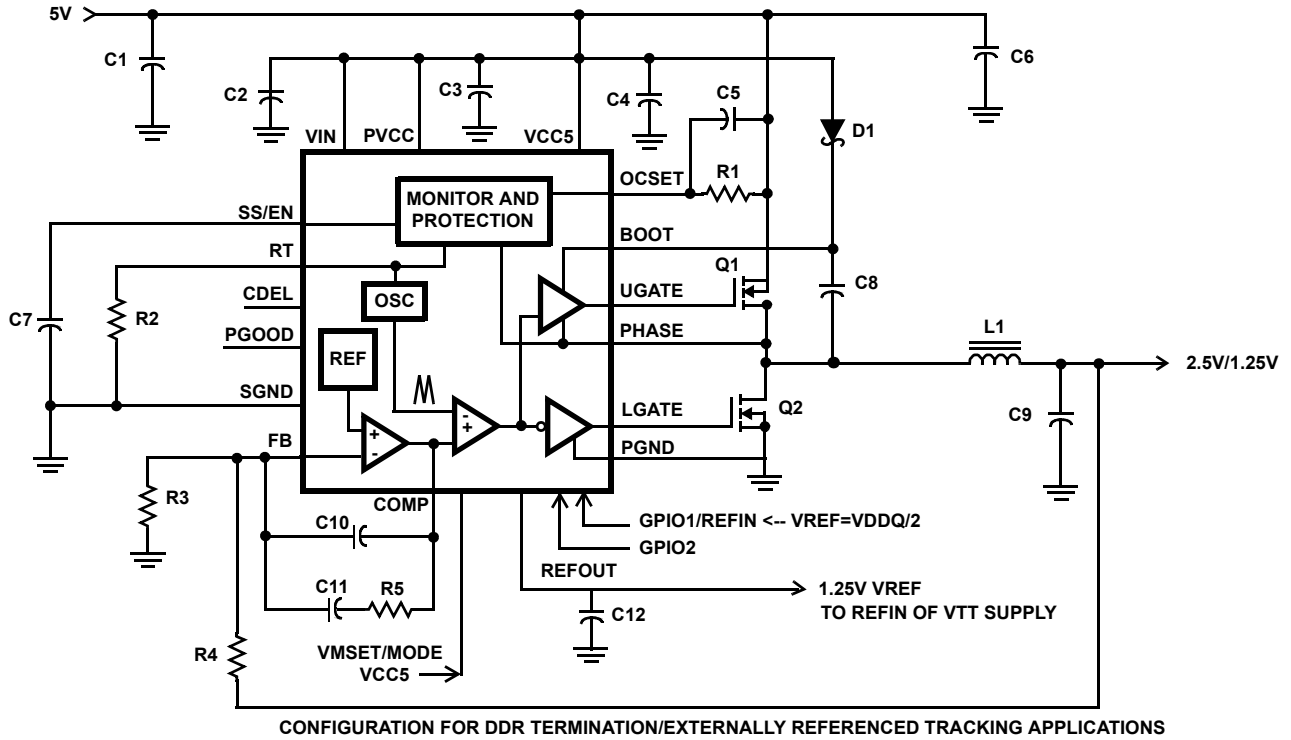 5V
C1
C6
C2
C3
C4
C5
D1
VIN
PVCC
VCC5
OCSET
R1
MONITOR AND
PROTECTION
SS/EN
BOOT
RT
Q1
C8
CDEL
OSC
UGATE
C7
R2
PGOOD
REF
PHASE
L1
2.5V/1.25V
SGND
LGATE
Q2
C9
FB
+
-
-
+
PGND
R3
COMP
C10
GPIO1/REFIN <-- VREF=VDDQ/2
GPIO2
C11
R5
REFOUT
1.25V VREF
TO REFIN OF VTT SUPPLY
C12
R4
VMSET/MODE
VCC5
CONFIGURATION FOR DDR TERMINATION/EXTERNALLY REFERENCED TRACKING APPLICATIONS